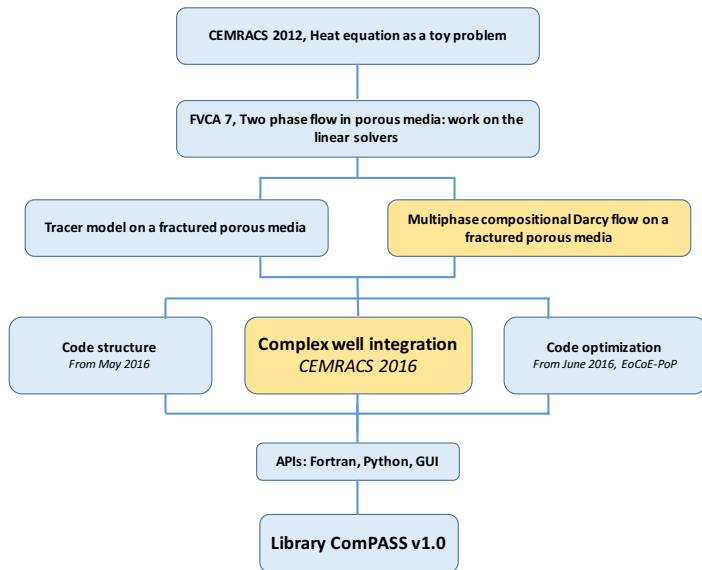 CEMRACS 2012, Heat equation as a toy problem
FVCA 7, Two phase flow in porous media: work on the
linear solvers
Tracer model on a fractured porous media
Multiphase compositional Darcy flow on a
fractured porous media
Code structure
From May 2016
Complex well integration
CEMRACS 2016
Code optimization
From June 2016, EoCoE-PoP
APIs: Fortran, Python, GUI
Library ComPASS v1.0